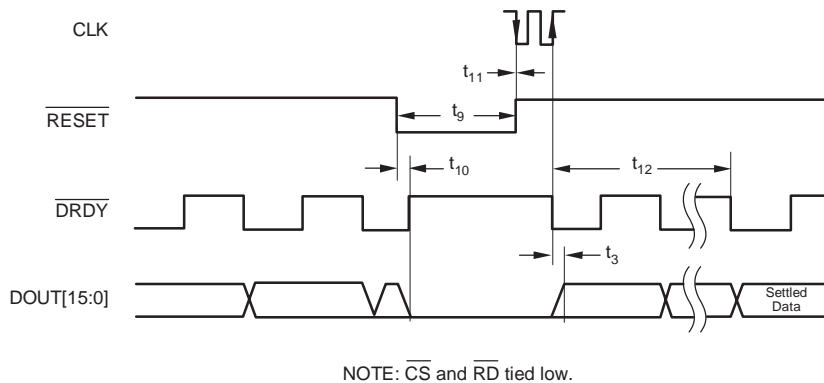 CLK
t11
RESET
t9
t10
t12
DRDY
t3
DOUT[15:0]
Settled
Data
NOTE: CS and RD tied low.